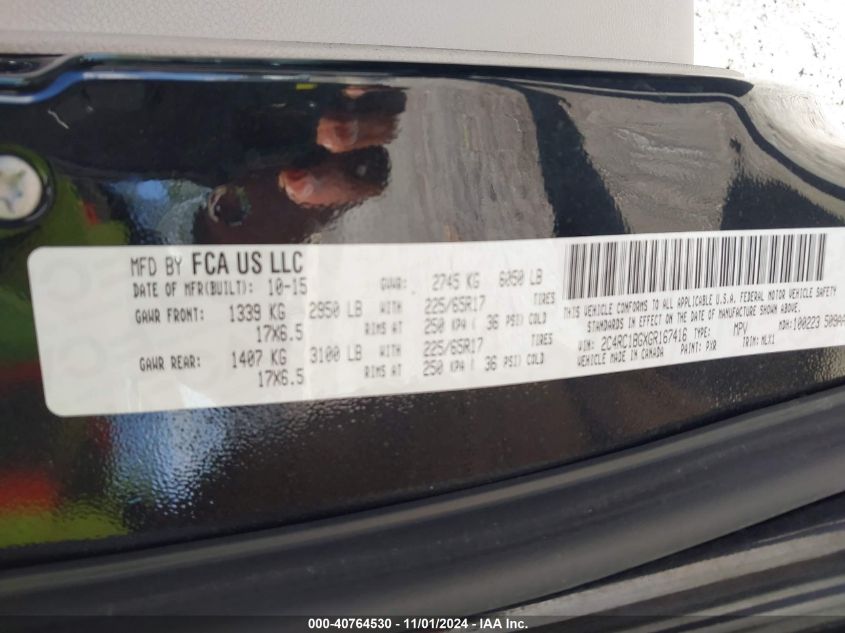 MFD BY FCA US LLC
DATE OF MFR(BUILT): 10-15 GVWR: 2745 KG 6050 LB
GAWR FRONT: 1339 KG 2950 LB WITH 225/65R17 TIRES
17X6.5 RIMS AT 250 KPA ( 36 PSI) COLD
GAWR REAR: 1407 KG 3100 LB WITH 225/65R17 TIRES
17X6.5 RIMS AT 250 KPA ( 36 PSI) COLD
THIS VEHICLE CONFORMS TO ALL APPLICABLE U.S.A. FEDERAL MOTOR VEHICLE SAFETY
STANDARDS IN EFFECT ON THE DATE OF MANUFACTURE SHOWN ABOVE.
VIN: 2C4RC1BGXGR167416 TYPE: MPV MDH: 100223
VEHICLE MADE IN CANADA PAINT: PXR TRIM: MLX1
000-40764530 - 11/01/2024 - IAA Inc.